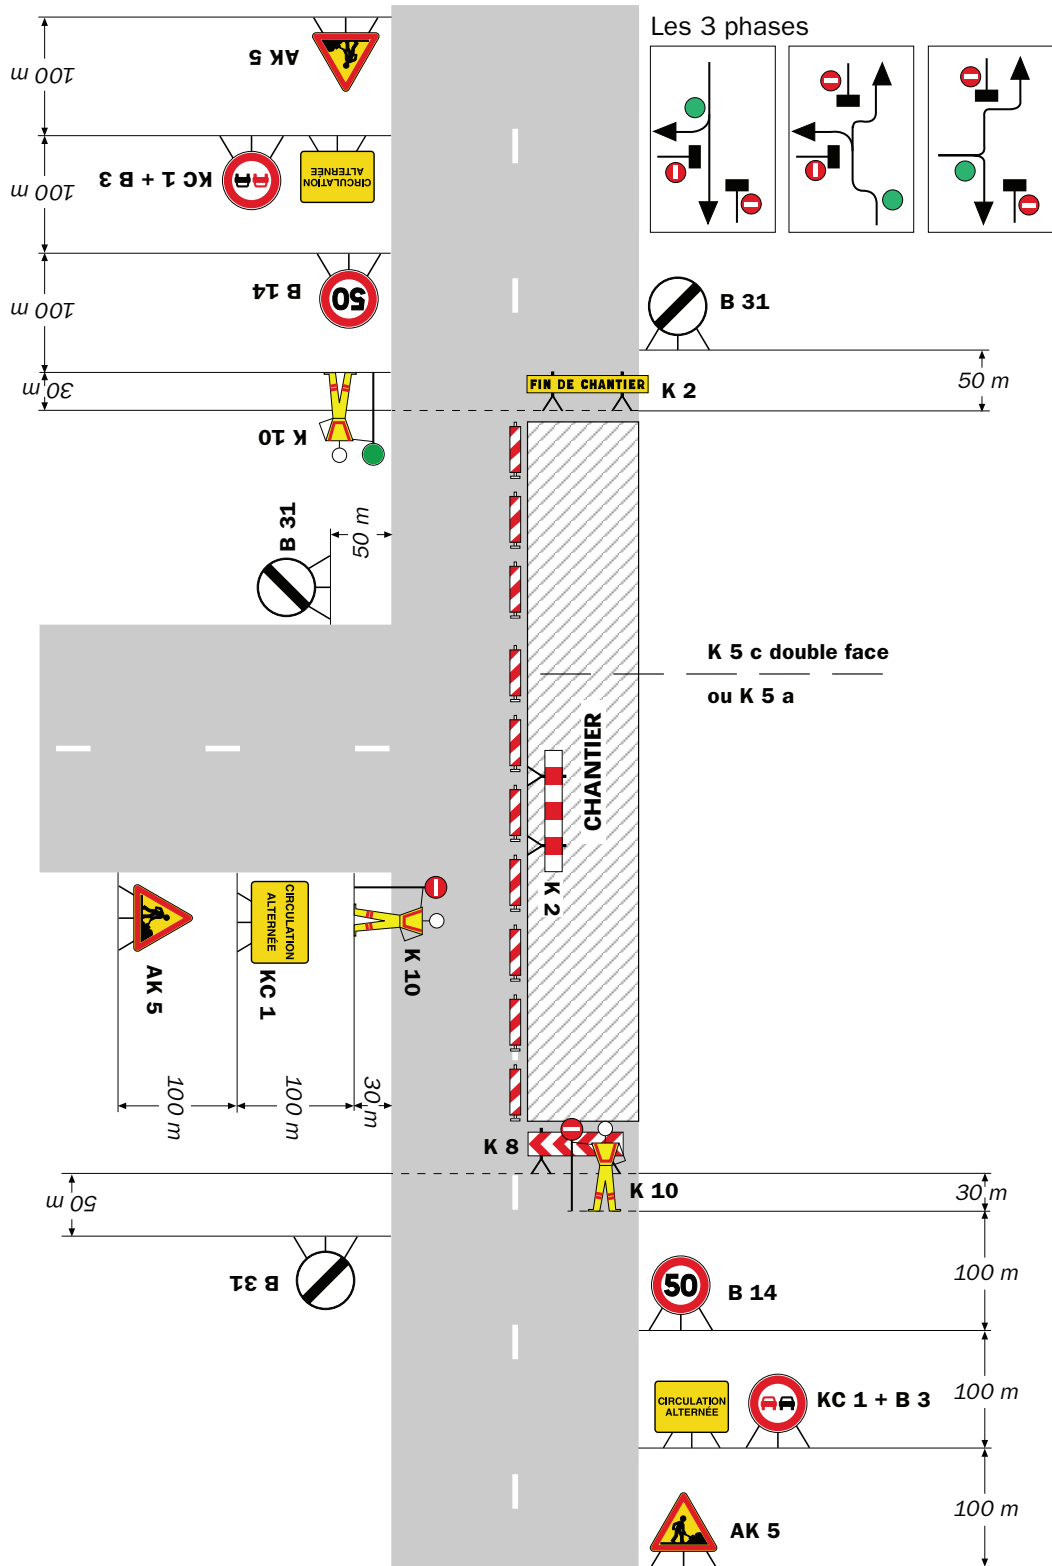 Les 3 phases
AK 5
100 m
KC 1 + B 3
CIRCULATION
ALTERNÉE
100 m
B 14
50
100 m
30 m
K 10
B 31
50 m
FIN DE CHANTIER
K 2
B 31
50 m
K 5 c double face
ou K 5 a
CHANTIER
K 2
AK 5
CIRCULATION
ALTERNÉE
KC 1
K 10
100 m
100 m
30 m
K 8
K 10
30 m
50 m
B 31
50
B 14
100 m
CIRCULATION
ALTERNÉE
KC 1 + B 3
100 m
AK 5
100 m